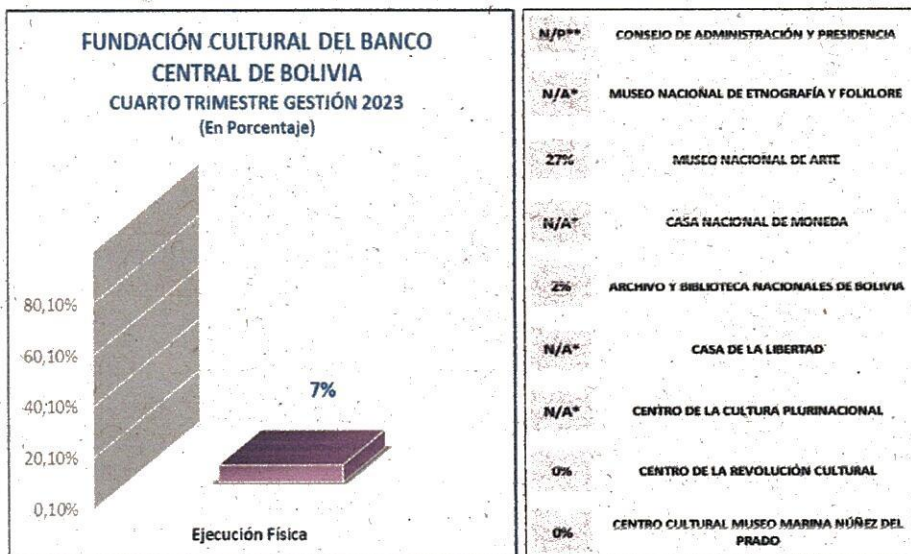 FUNDACIÓN CULTURAL DEL BANCO
CENTRAL DE BOLIVIA
CUARTO TRIMESTRE GESTIÓN 2023
(En Porcentaje)
80,10%
60,10%
40,10%
20,10%
0,10%
7%
Ejecución Física
N/P** CONSEJO DE ADMINISTRACIÓN Y PRESIDENCIA
N/A* MUSEO NACIONAL DE ETNOGRAFÍA Y FOLKLORE
27% MUSEO NACIONAL DE ARTE
N/A* CASA NACIONAL DE MONEDA
2% ARCHIVO Y BIBLIOTECA NACIONALES DE BOLIVIA
N/A* CASA DE LA LIBERTAD
N/A* CENTRO DE LA CULTURA PLURINACIONAL
0% CENTRO DE LA REVOLUCIÓN CULTURAL
0% CENTRO CULTURAL MUSEO MARINA NÚÑEZ DEL
PRADO